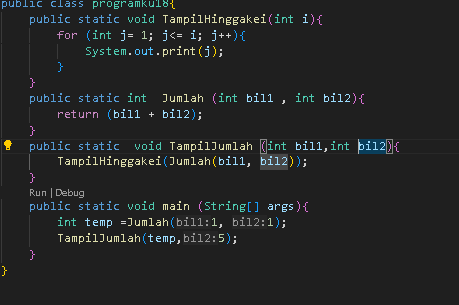 public class programku18{
public static void TampilHinggakei(int i){
for (int j= 1; j<= i; j++){
System.out.print(j);
}
}
public static int  Jumlah (int bil1 , int bil2){
return (bil1 + bil2);
}
public static  void TampilJumlah (int bil1,int bil2){
TampilHinggakei(Jumlah(bil1, bil2));
}
Run | Debug
public static void main (String[] args){
int temp =Jumlah(bil1:1, bil2:1);
TampilJumlah(temp,bil2:5);
}
}